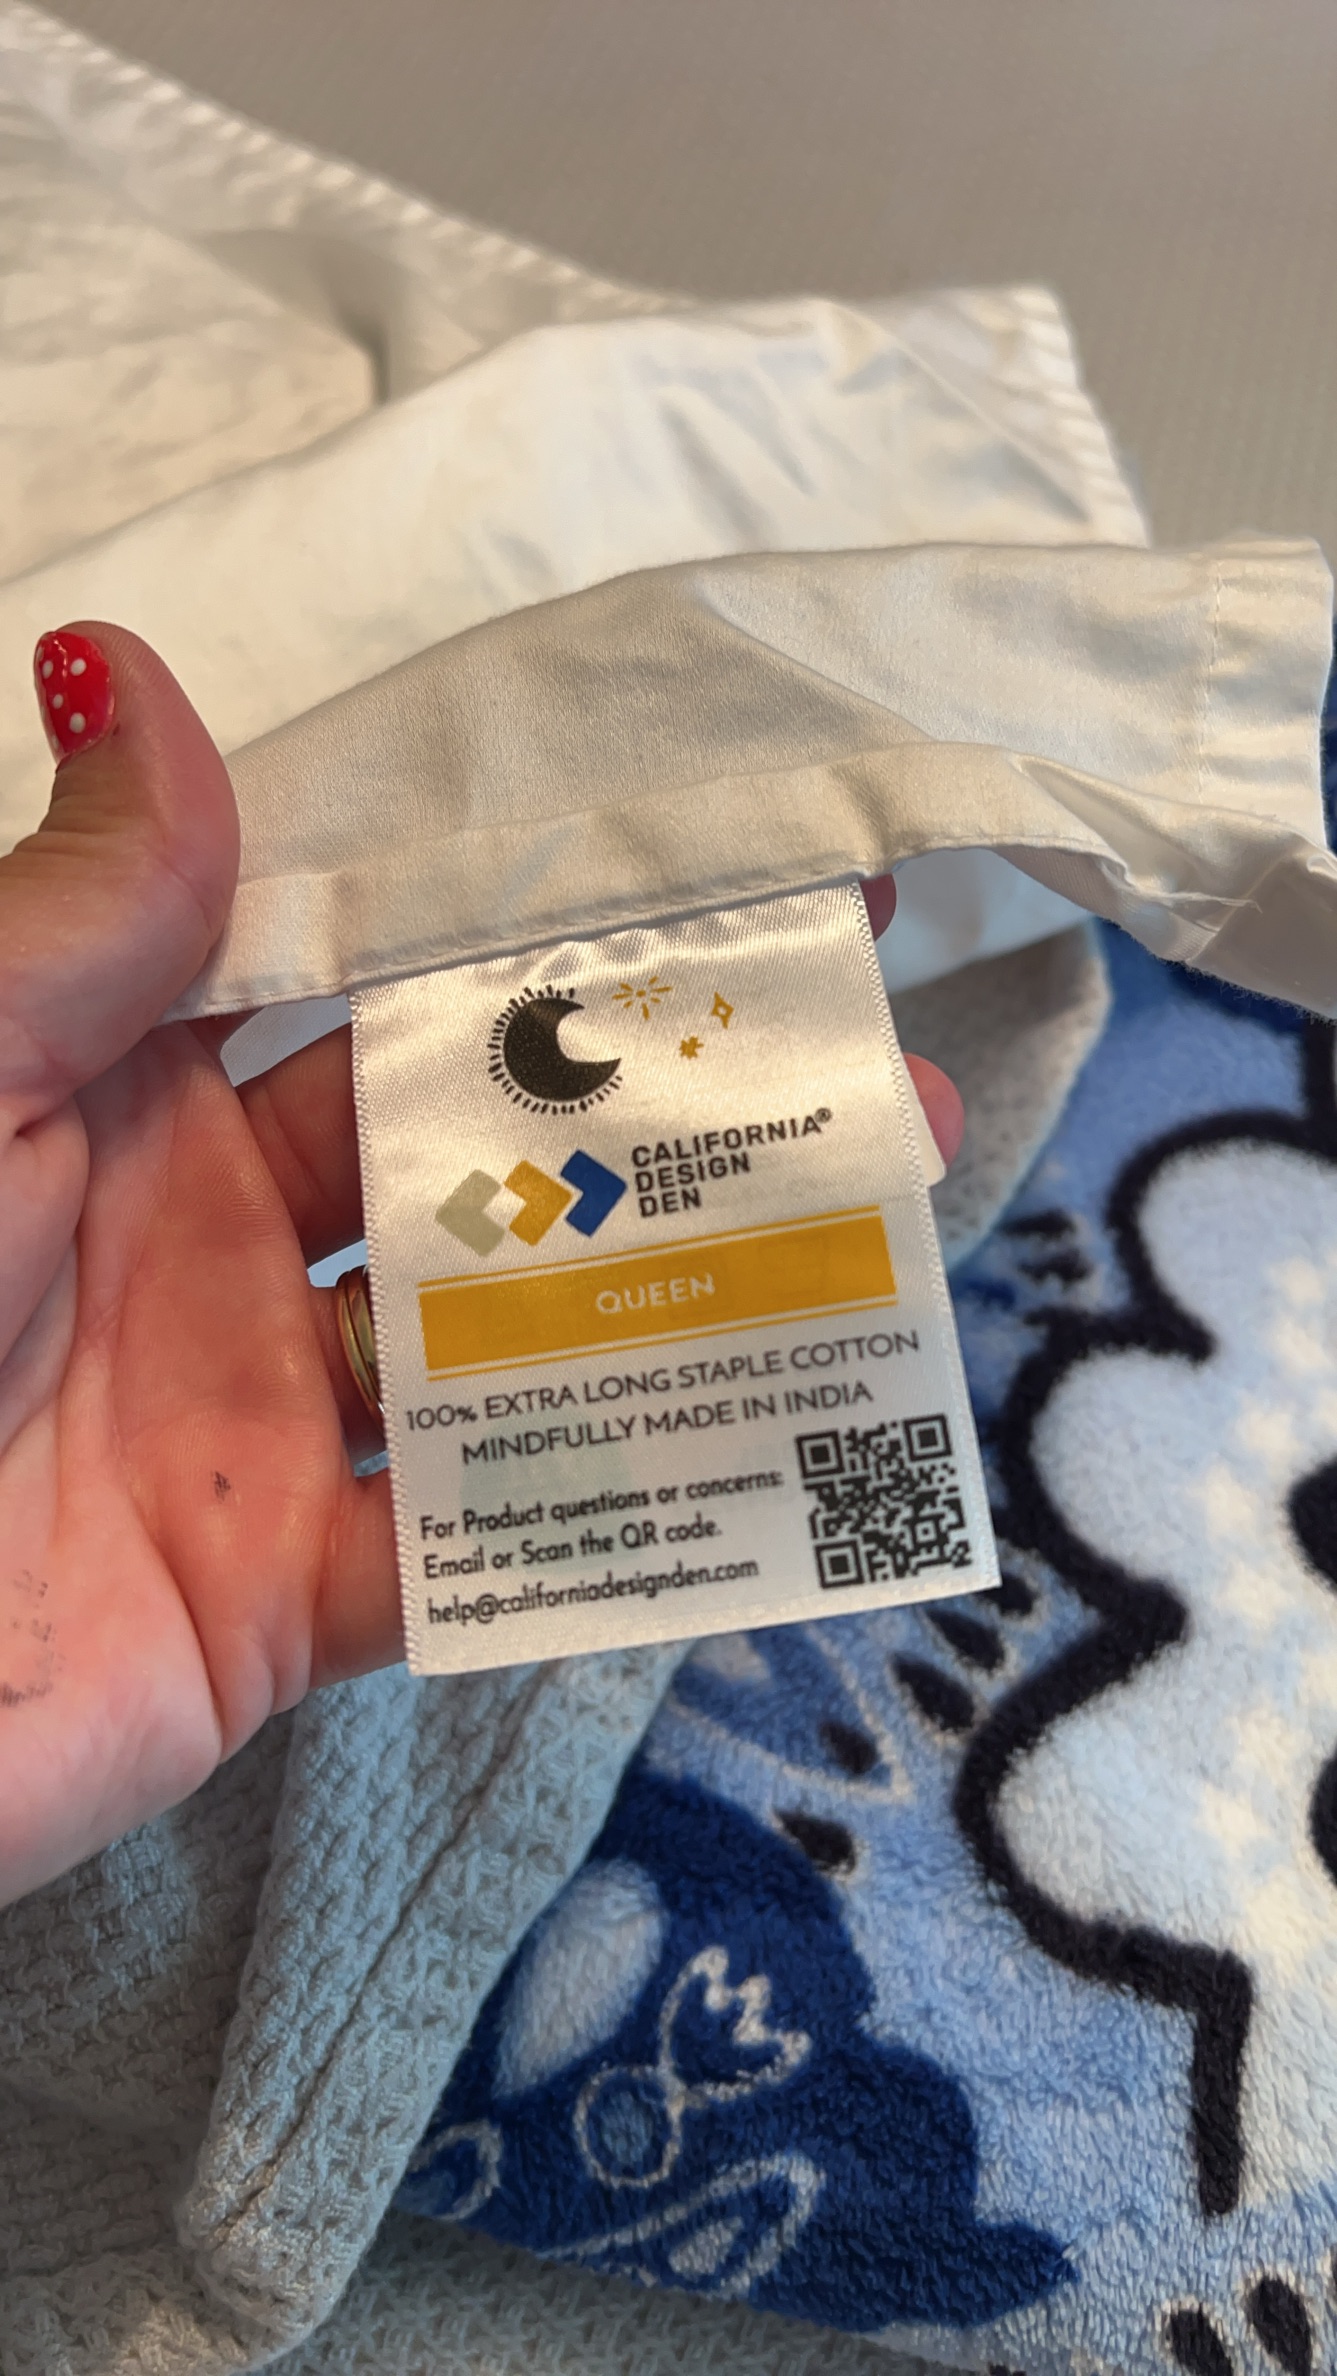 CALIFORNIA®
DESIGN
DEN
QUEEN
100% EXTRA LONG STAPLE COTTON
MINDFULLY MADE IN INDIA
For Product questions or concerns:
Email or Scan the QR code.
help@californiadesignden.com